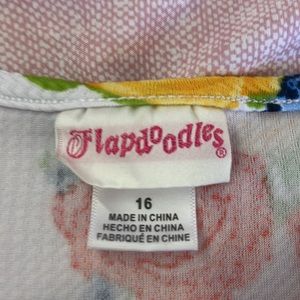 Flapdoodles®
16
MADE IN CHINA
HECHO EN CHINA
FABRIQUÉ EN CHINE